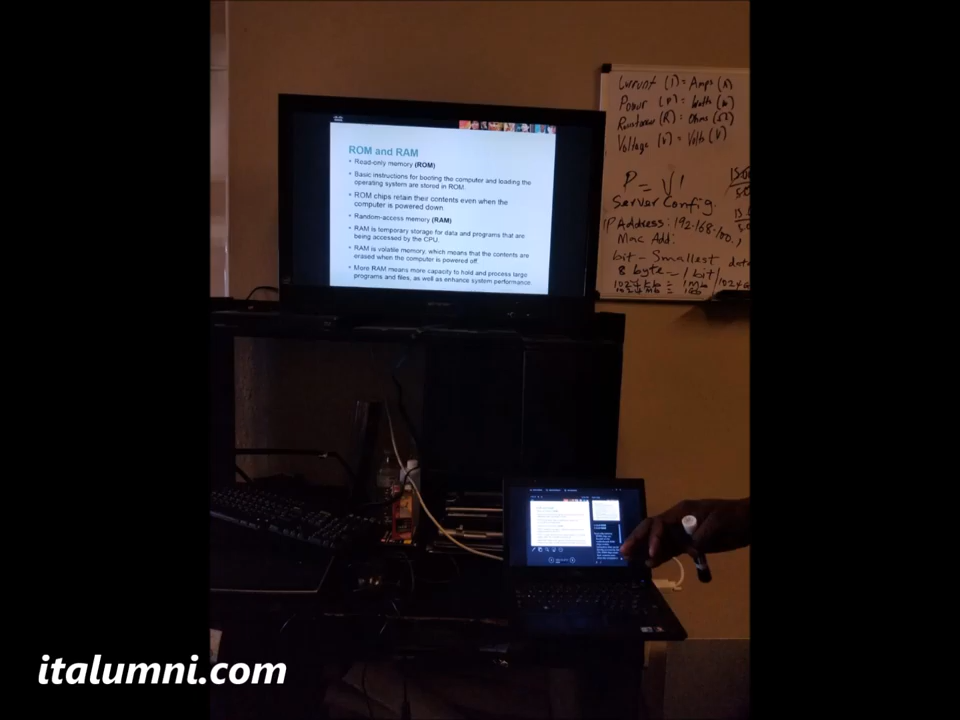 ROM and RAM
• Read-only memory (ROM)
• Basic instructions for booting the computer and loading the
operating system are stored in ROM.
• ROM chips retain their contents even when the
computer is powered down.
• Random-access memory (RAM)
• RAM is temporary storage for data and programs that are
being accessed by the CPU.
• RAM is volatile memory, which means that the contents are
erased when the computer is powered off.
• More RAM means more capacity to hold and process large
programs and files, as well as enhance system performance.
Current (I) = Amps (A)
Power (P) = Watts (W)
Resistance (R) = Ohms (Ω)
Voltage (V) = Volts (V)
P = VI
Server Config.
IP Address: 192.168.100.
Mac Add:
bit - Smallest data
8 byte = 1 bit/
1024 kb = 1mb/1024
italumni.com